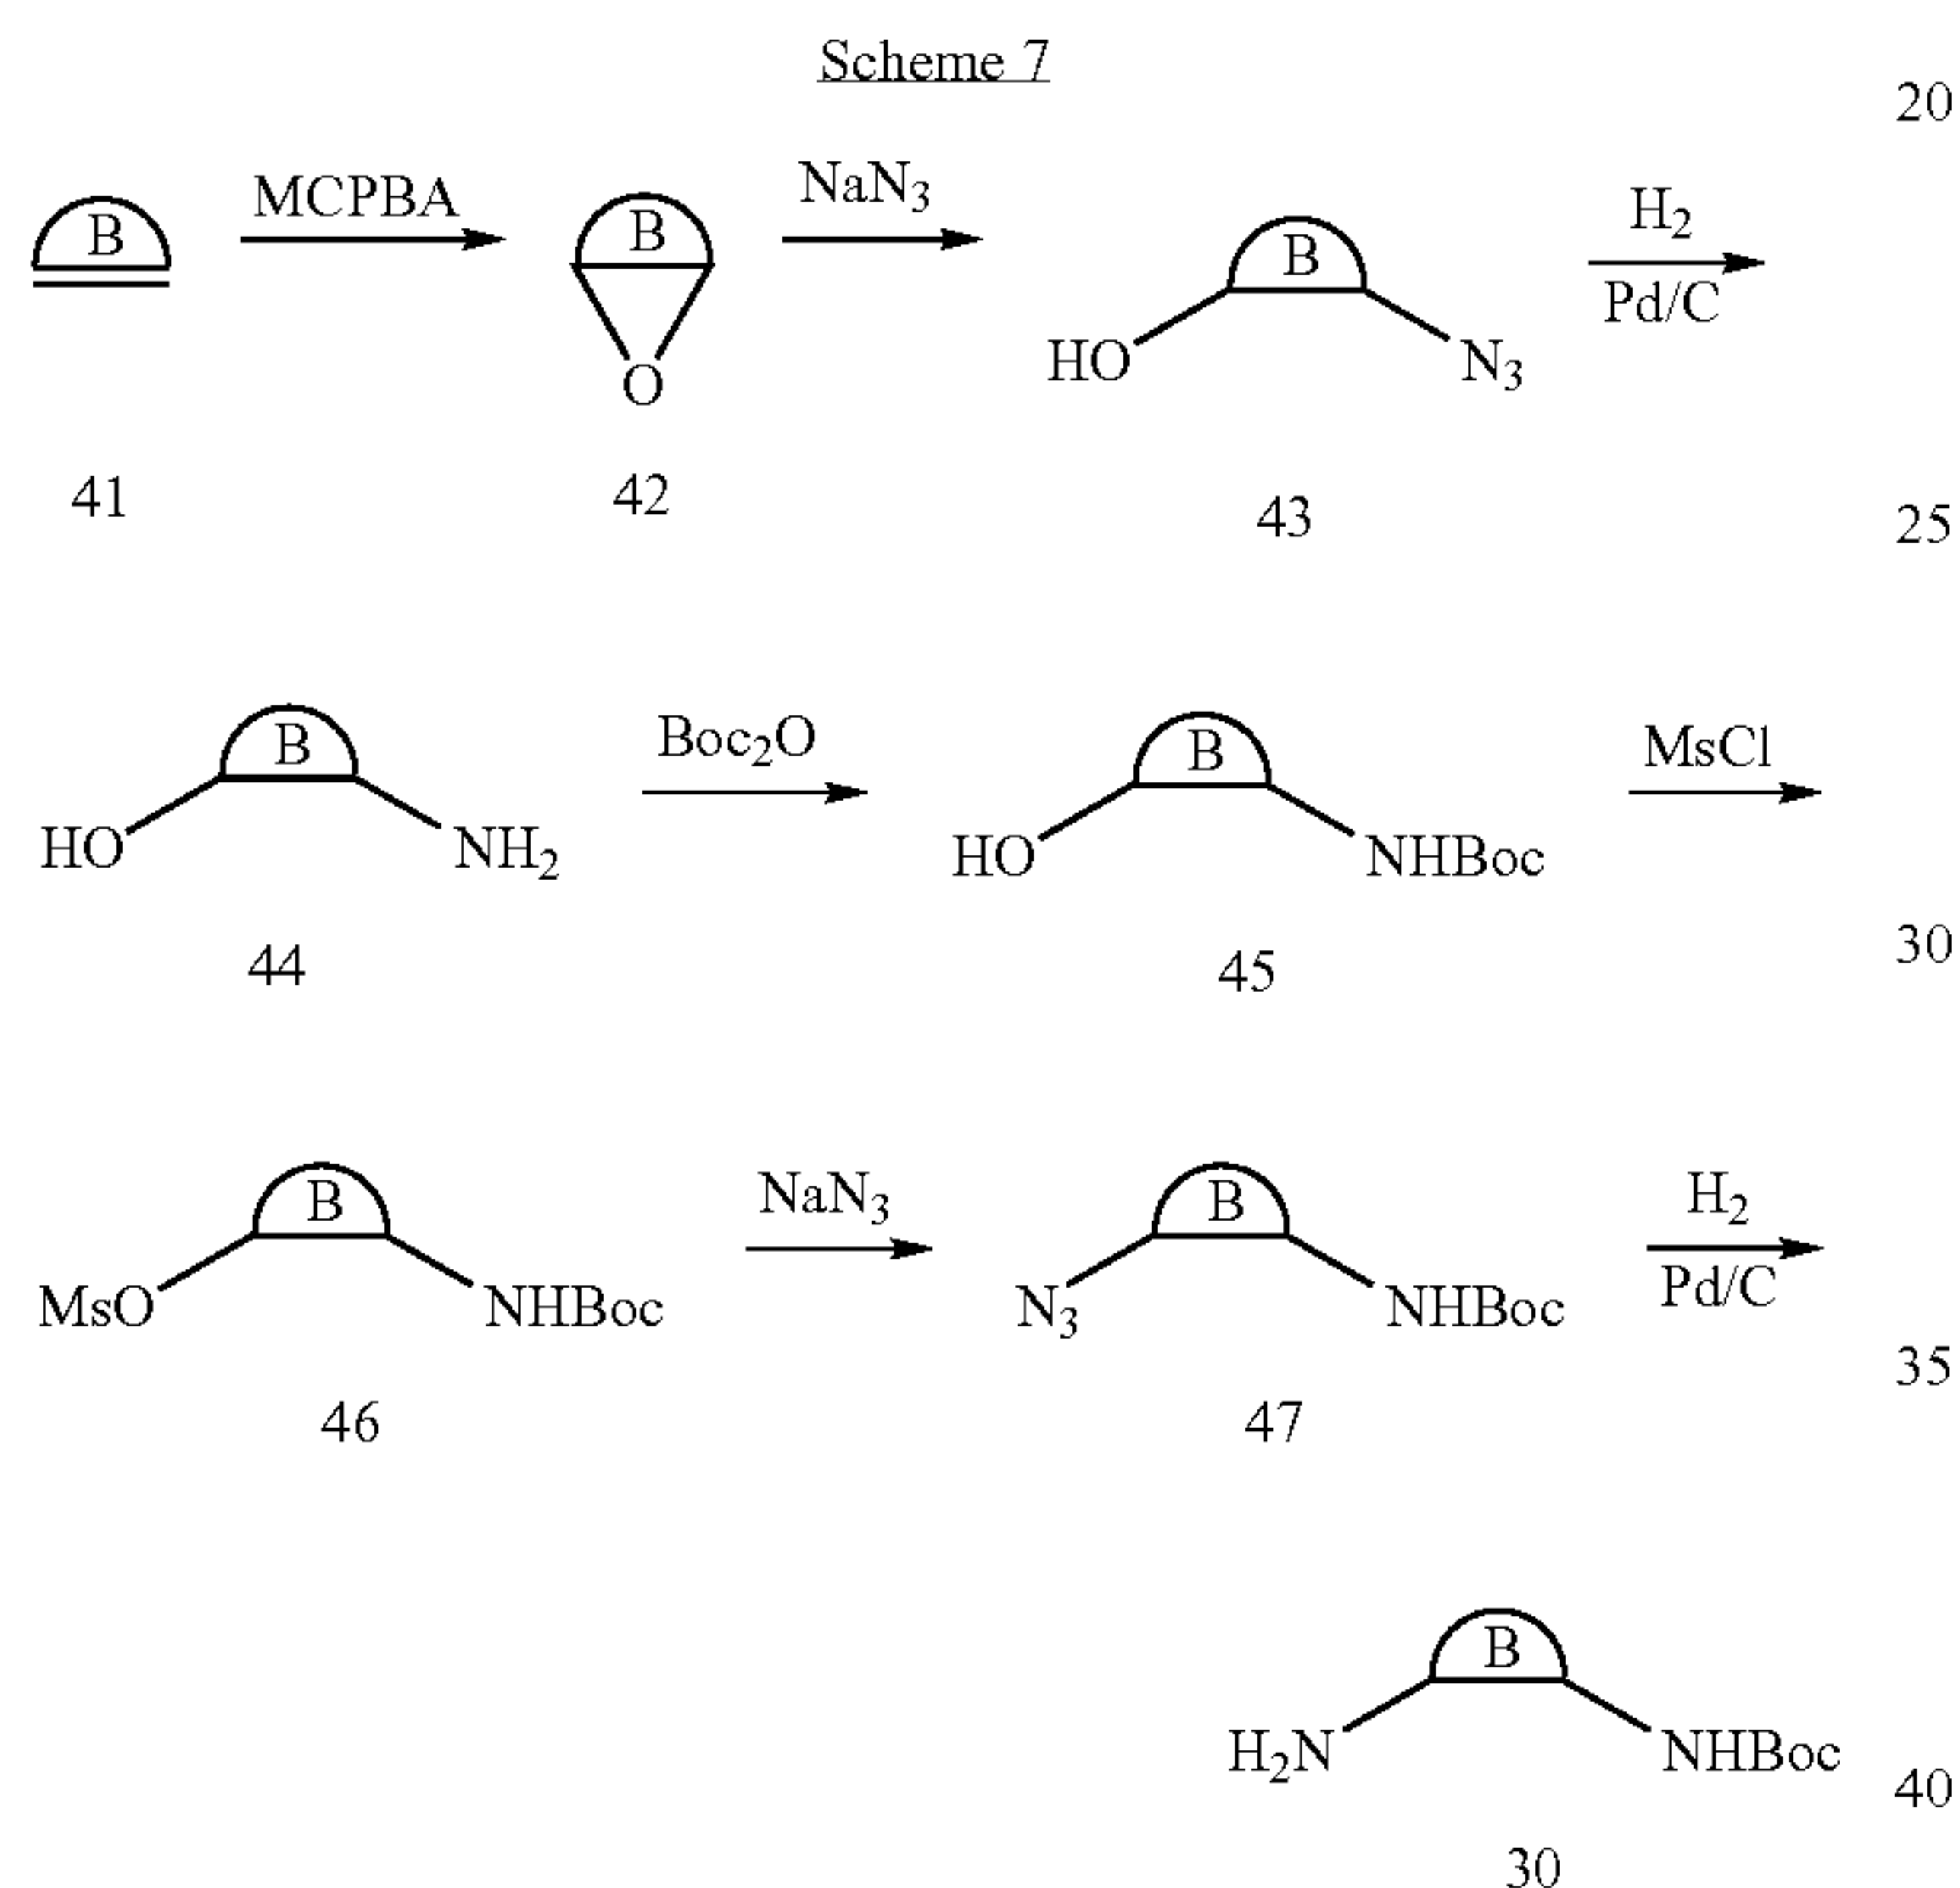 Scheme 7
20
B MCPBA B NaN3 B H2
Pd/C
O HO N3
41 42 43 25
B Boc2O B MsCl
HO NH2 HO NHBoc
44 45 30
B NaN3 B H2
Pd/C
MsO NHBoc N3 NHBoc
35
46 47
B
H2N NHBoc
40
30